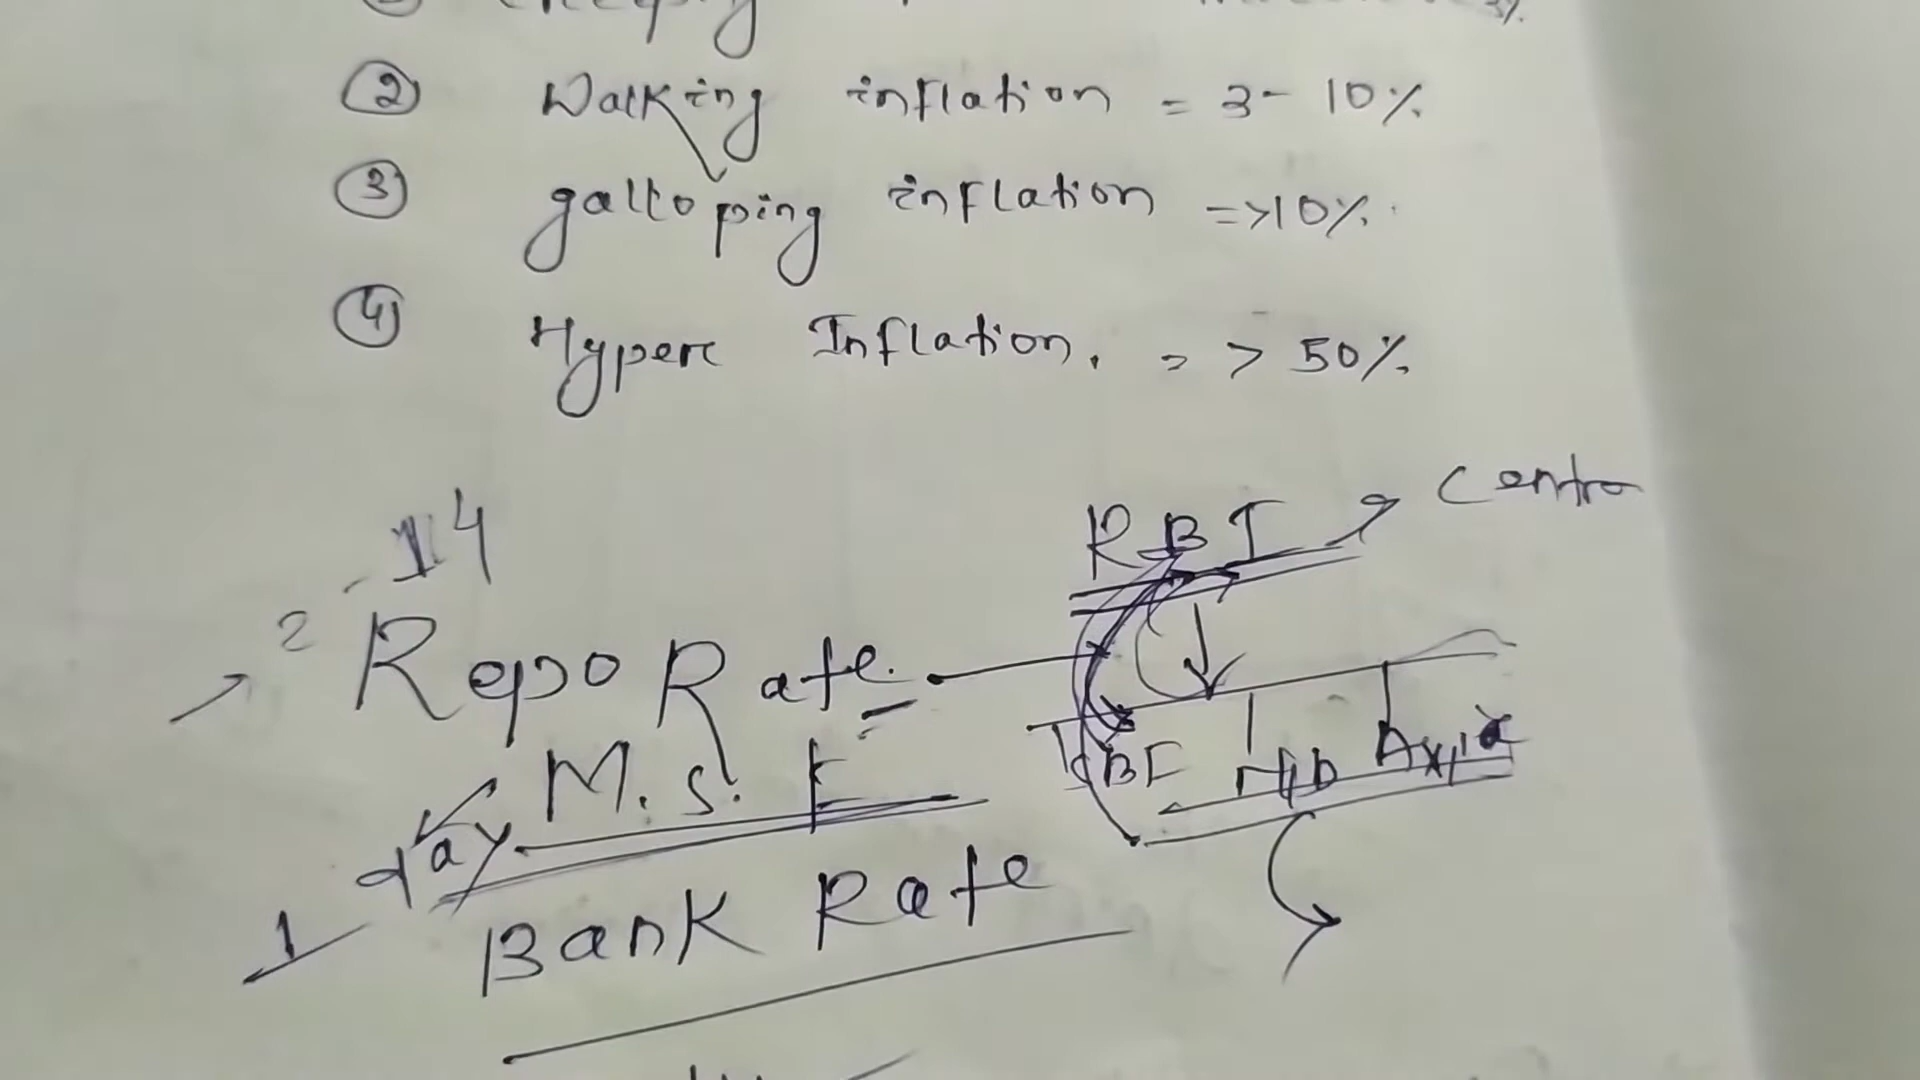 ② Walking inflation = 3 - 10%
③ galloping inflation => 10%.
④ Hyper Inflation. = > 50%
RBI → Centra
14
2 Repo Rate.
SBI Axis
M.S.F
day
1 Bank Rate